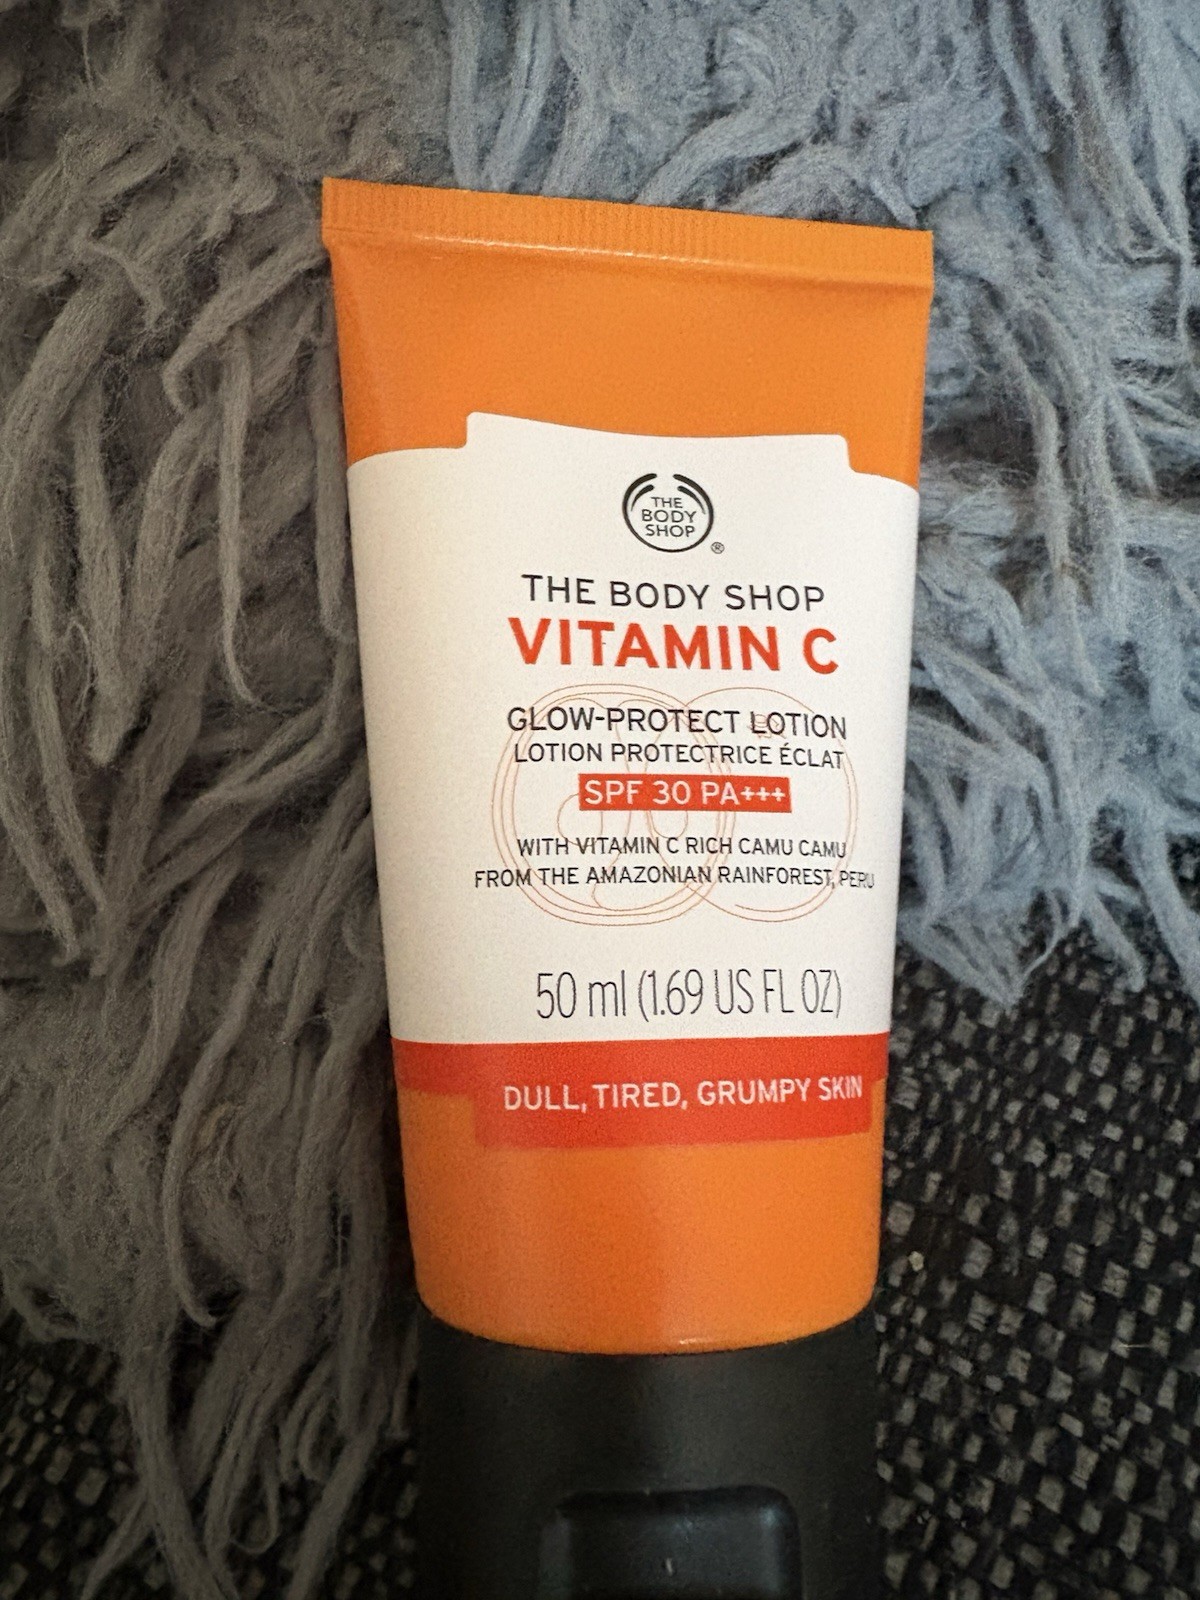 THE
BODY
SHOP
®
THE BODY SHOP
VITAMIN C
GLOW-PROTECT LOTION
LOTION PROTECTRICE ÉCLAT
SPF 30 PA+++
WITH VITAMIN C RICH CAMU CAMU
FROM THE AMAZONIAN RAINFOREST, PERU
50 ml (1.69 US FL OZ)
DULL, TIRED, GRUMPY SKIN